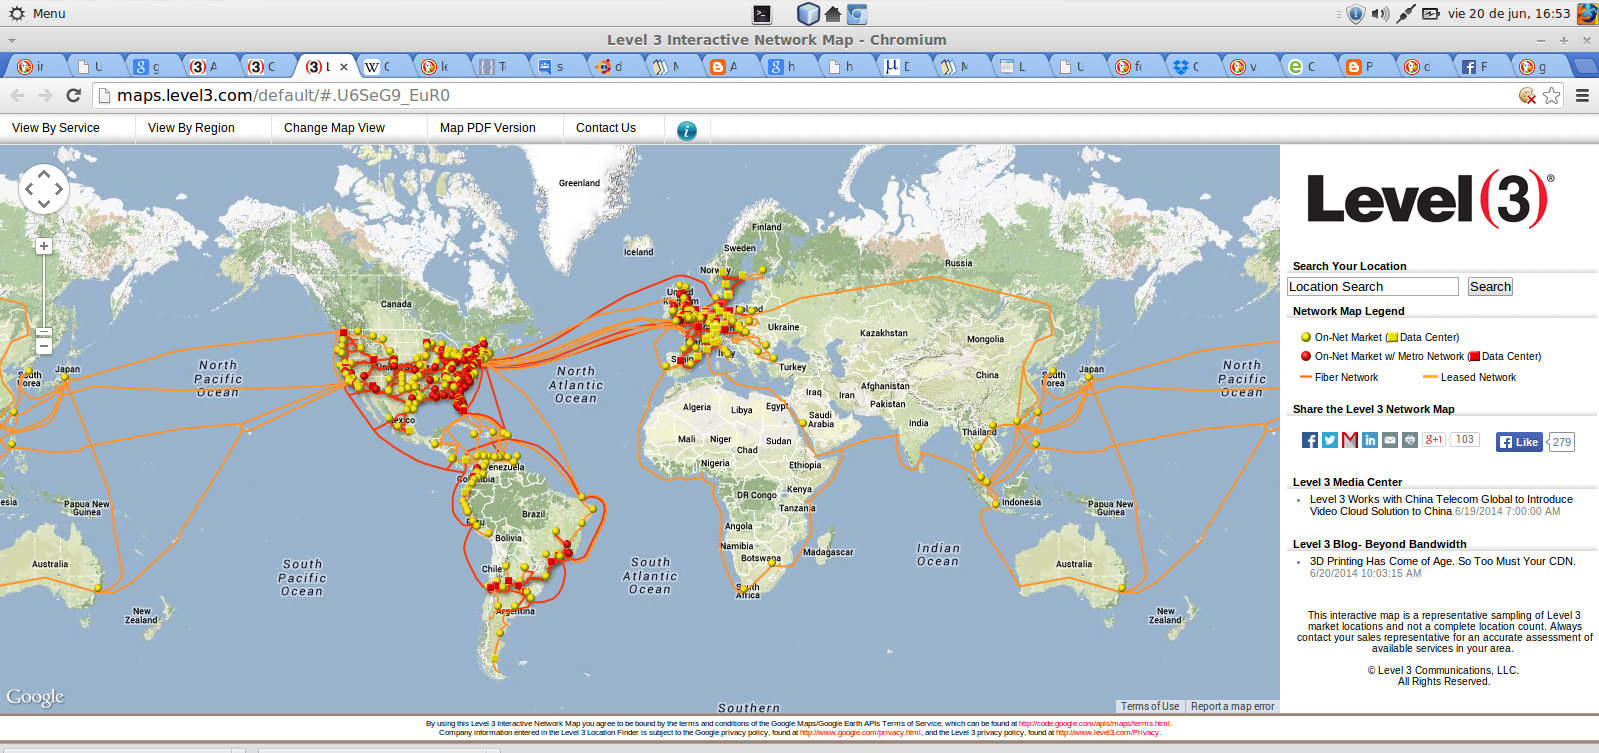 Menu
vie 20 de jun, 16:53
Level 3 Interactive Network Map - Chromium
maps.level3.com/default/#.U6SeG9_EuR0
View By Service
View By Region
Change Map View
Map PDF Version
Contact Us
Greenland
Iceland
Finland
Sweden
Norway
Russia
Canada
United Kingdom
Ukraine
Kazakhstan
Mongolia
Italy
Spain
Turkey
China
South Korea
Japan
South Korea
Japan
North Pacific Ocean
North Atlantic Ocean
North Pacific Ocean
Afghanistan
Iraq
Iran
Pakistan
Algeria
Libya
Egypt
Saudi Arabia
India
Thailand
Mexico
Mali
Niger
Chad
Sudan
Nigeria
Ethiopia
Venezuela
Colombia
DR Congo
Kenya
Tanzania
Indonesia
Papua New Guinea
esia
Papua New Guinea
Brazil
Peru
Bolivia
Angola
Namibia
Botswana
Madagascar
Indian Ocean
South Pacific Ocean
South Atlantic Ocean
Australia
Australia
Chile
South Africa
Argentina
New Zealand
New Zealand
Southern
Google
Terms of Use
Report a map error
Level(3)®
Search Your Location
Location Search
Search
Network Map Legend
On-Net Market (Data Center)
On-Net Market w/ Metro Network (Data Center)
Fiber Network
Leased Network
Share the Level 3 Network Map
g+1
103
Like
279
Level 3 Media Center
Level 3 Works with China Telecom Global to Introduce
Video Cloud Solution to China 6/19/2014 7:00:00 AM
Level 3 Blog- Beyond Bandwidth
3D Printing Has Come of Age. So Too Must Your CDN.
6/20/2014 10:03:15 AM
This interactive map is a representative sampling of Level 3
market locations and not a complete location count. Always
contact your sales representative for an accurate assessment of
available services in your area.
© Level 3 Communications, LLC.
All Rights Reserved.
By using this Level 3 Interactive Network Map you agree to be bound by the terms and conditions of the Google Maps/Google Earth APIs Terms of Service, which can be found at http://code.google.com/apis/maps/terms.html.
Company information entered in the Level 3 Location Finder is subject to the Google privacy policy, found at http://www.google.com/privacy.html, and the Level 3 privacy policy, found at http://www.level3.com/Privacy.